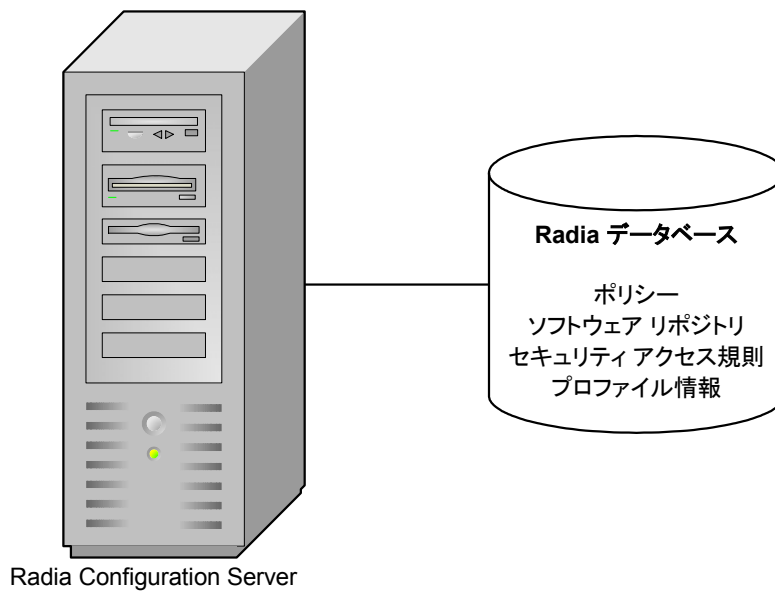 Radia データベース
ポリシー
ソフトウェア リポジトリ
セキュリティ アクセス規則
プロファイル情報
Radia Configuration Server